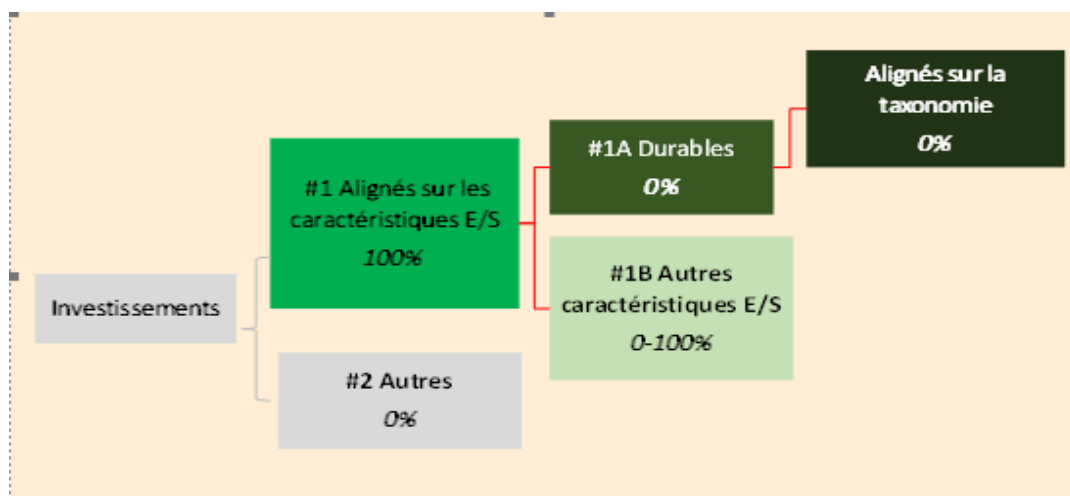 Investissements
#1 Alignés sur les
caractéristiques E/S
100%
#2 Autres
0%
#1A Durables
0%
#1B Autres
caractéristiques E/S
0-100%
Alignés sur la
taxonomie
0%